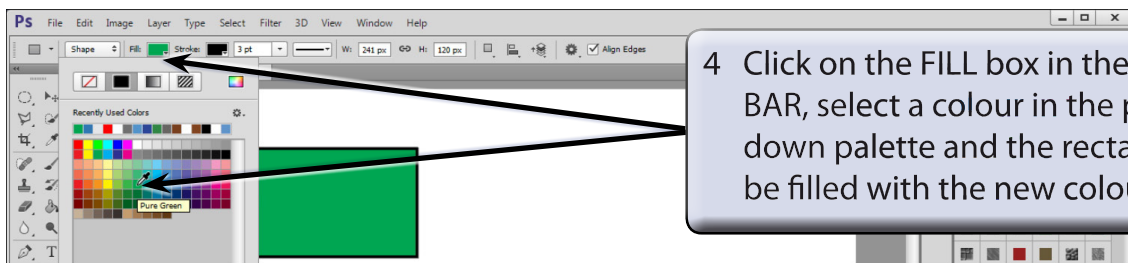 Ps File Edit Image Layer Type Select Filter 3D View Window Help
Shape Fill: Stroke: 3 pt W: 241 px H: 120 px Align Edges
Recently Used Colors
Pure Green
T
4 Click on the FILL box in the
BAR, select a colour in the
down palette and the
be filled with the new